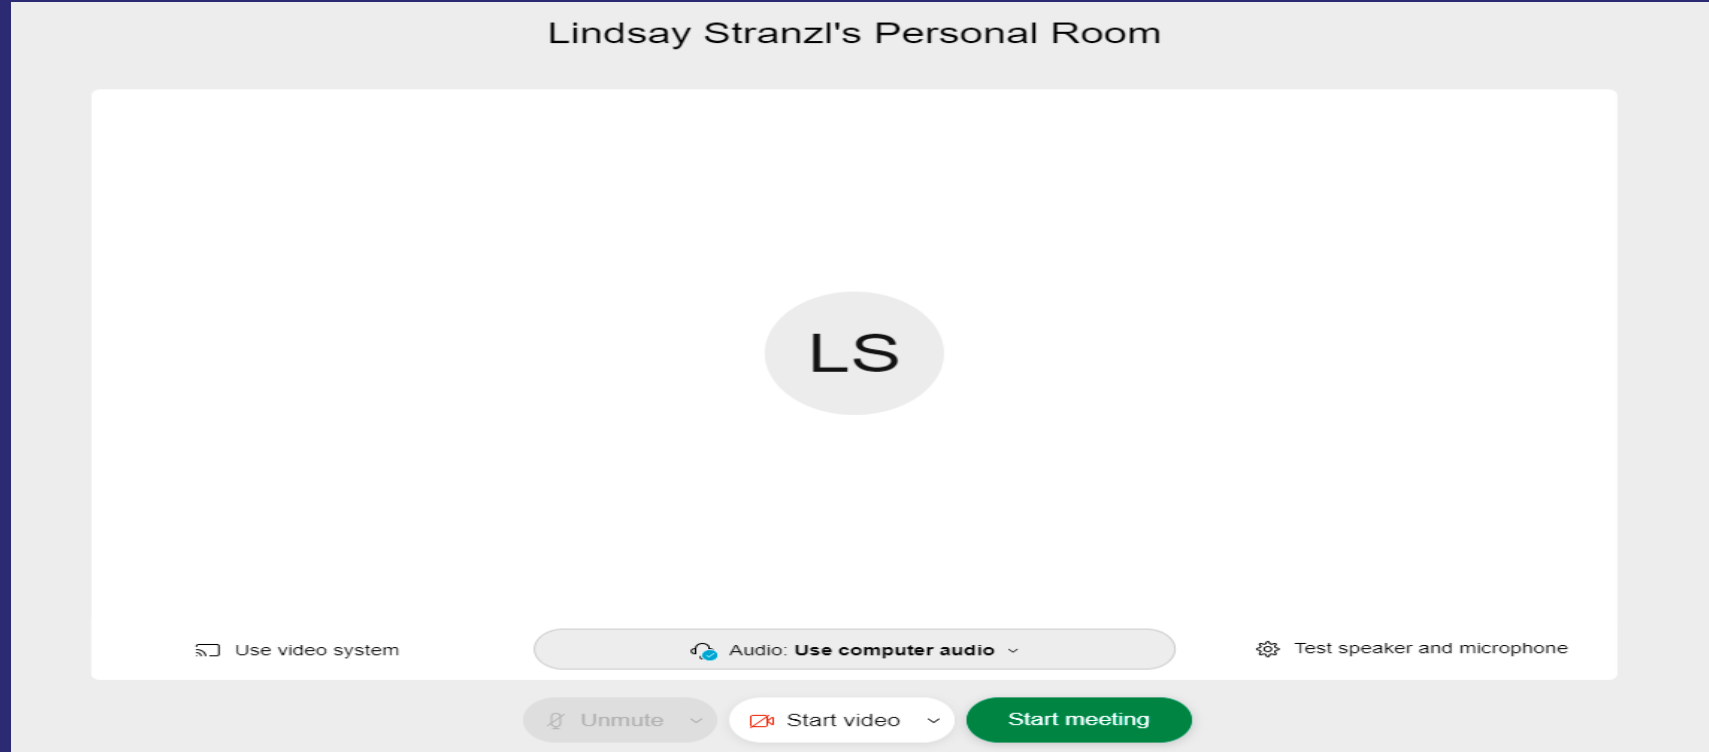 Lindsay Stranzl's Personal Room
LS
Use video system
Audio: Use computer audio
Test speaker and microphone
Unmute
Start video
Start meeting